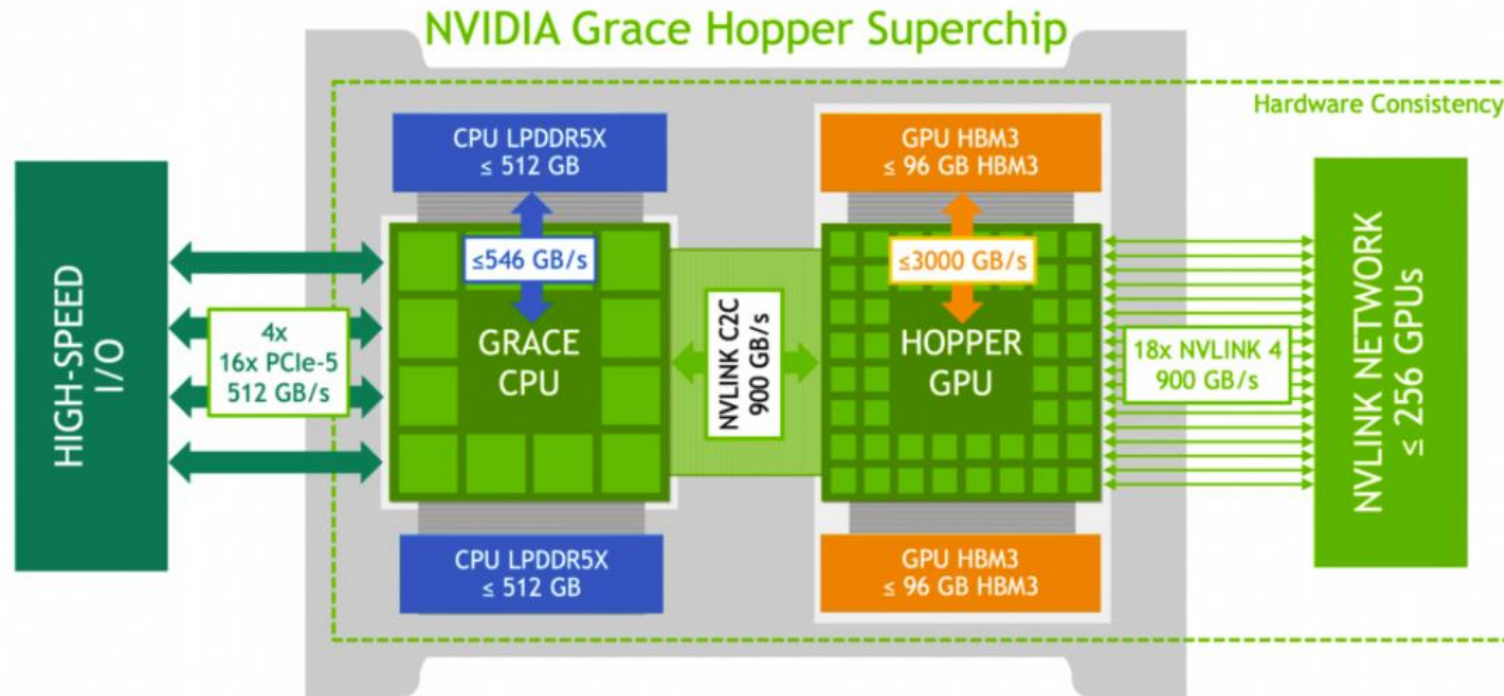 NVIDIA Grace Hopper Superchip
Hardware Consistency
CPU LPDDR5X
≤ 512 GB
GPU HBM3
≤ 96 GB HBM3
HIGH-SPEED
I/O
4x
16x PCIe-5
512 GB/s
≤546 GB/s
GRACE
CPU
NVLINK C2C
900 GB/s
≤3000 GB/s
HOPPER
GPU
18x NVLINK 4
900 GB/s
NVLINK NETWORK
≤ 256 GPUs
CPU LPDDR5X
≤ 512 GB
GPU HBM3
≤ 96 GB HBM3